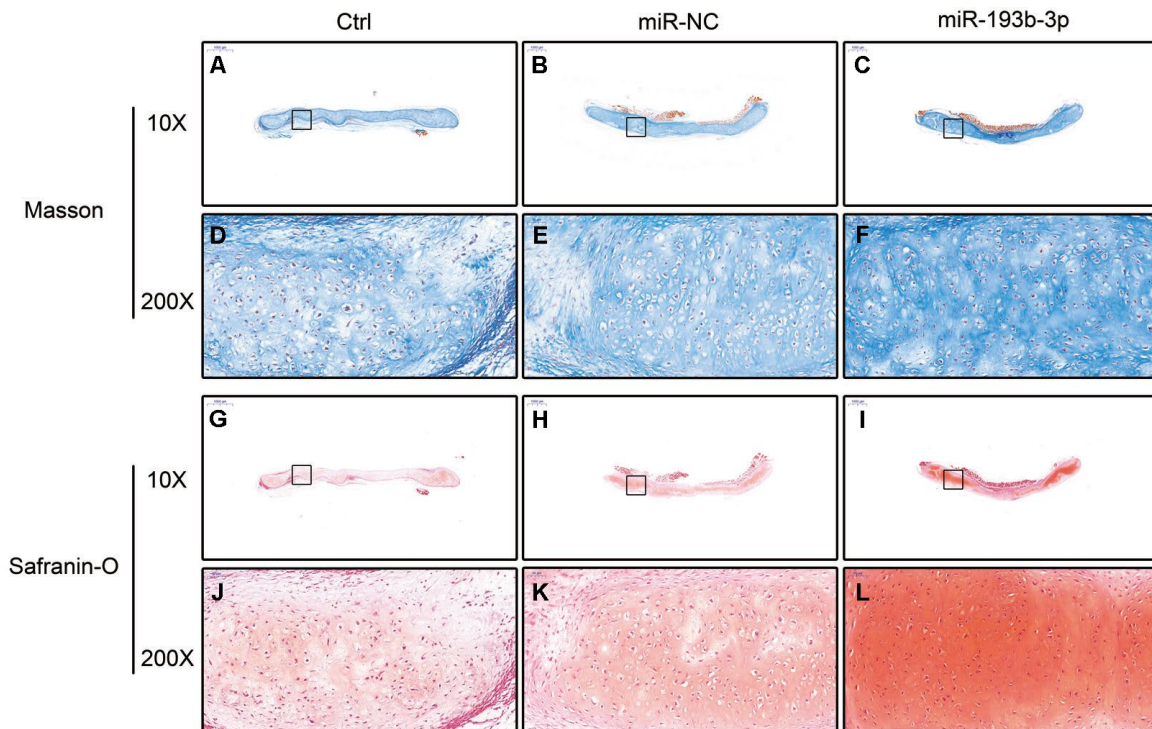 Ctrl miR-NC miR-193b-3p
A B C
10X
Masson
D E F
200X
G H I
10X
Safranin-O
J K L
200X